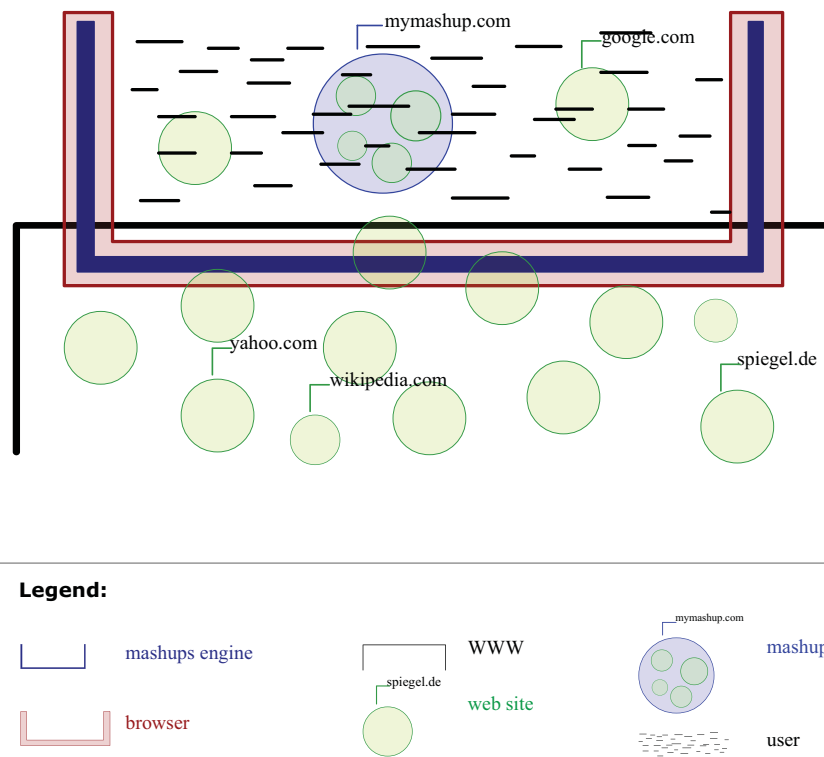 mymashup.com
google.com
yahoo.com
wikipedia.com
spiegel.de
Legend:
mashups engine
WWW
mymashup.com
mashup
spiegel.de
web site
browser
user